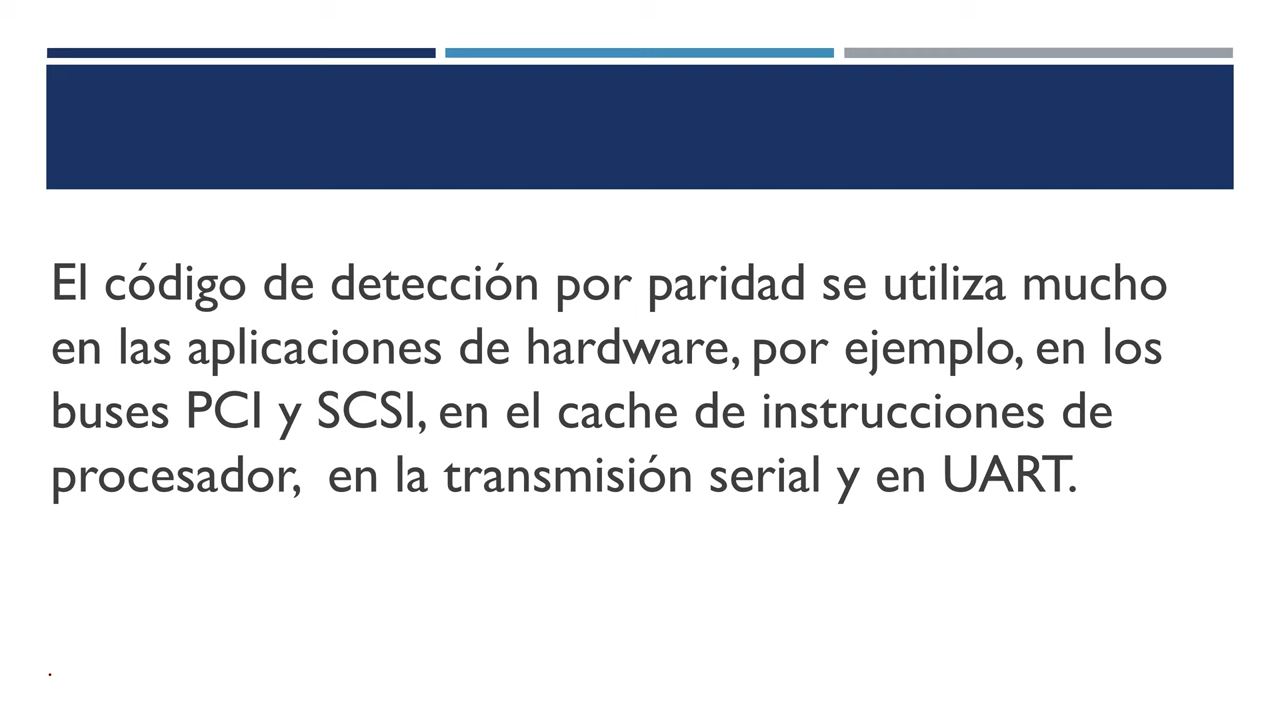 El código de detección por paridad se utiliza mucho
en las aplicaciones de hardware, por ejemplo, en los
buses PCI y SCSI, en el cache de instrucciones de
procesador,  en la transmisión serial y en UART.
.